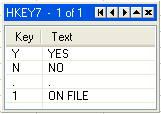 HKEY7 - 1 of 1
Key Text
Y YES
N NO
. .
1 ON FILE